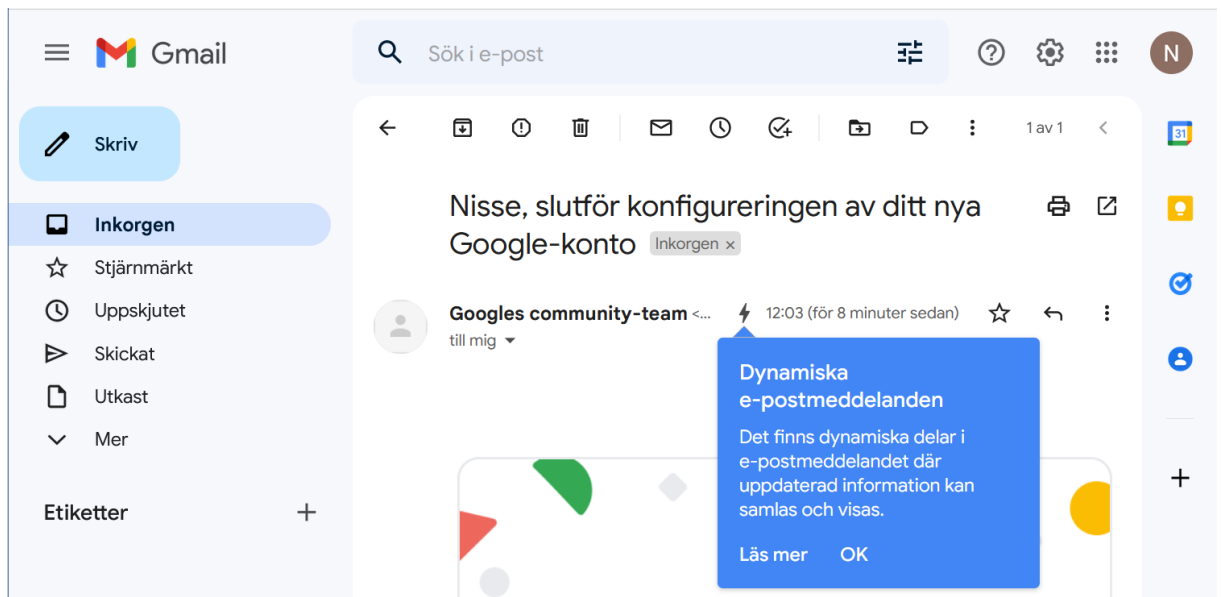 Gmail
Sök i e-post
N
Skriv
Inkorgen
Stjärnmärkt
Uppskjutet
Skickat
Utkast
Mer
Etiketter
1 av 1
31
Nisse, slutför konfigureringen av ditt nya
Google-konto Inkorgen ×
Googles community-team <... 12:03 (för 8 minuter sedan)
till mig
Dynamiska
e-postmeddelanden
Det finns dynamiska delar i
e-postmeddelandet där
uppdaterad information kan
samlas och visas.
Läs mer OK